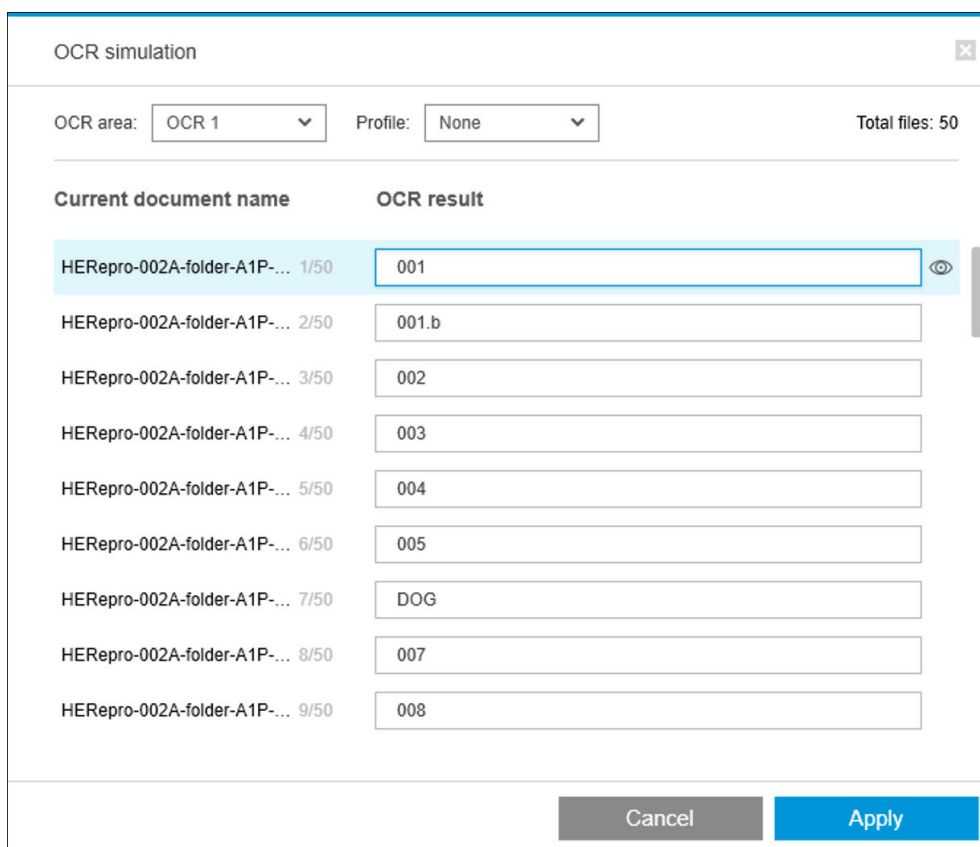 OCR simulation
OCR area: OCR 1 Profile: None Total files: 50
Current document name OCR result
HERepro-002A-folder-A1P-... 1/50 001
HERepro-002A-folder-A1P-... 2/50 001.b
HERepro-002A-folder-A1P-... 3/50 002
HERepro-002A-folder-A1P-... 4/50 003
HERepro-002A-folder-A1P-... 5/50 004
HERepro-002A-folder-A1P-... 6/50 005
HERepro-002A-folder-A1P-... 7/50 DOG
HERepro-002A-folder-A1P-... 8/50 007
HERepro-002A-folder-A1P-... 9/50 008
Cancel Apply